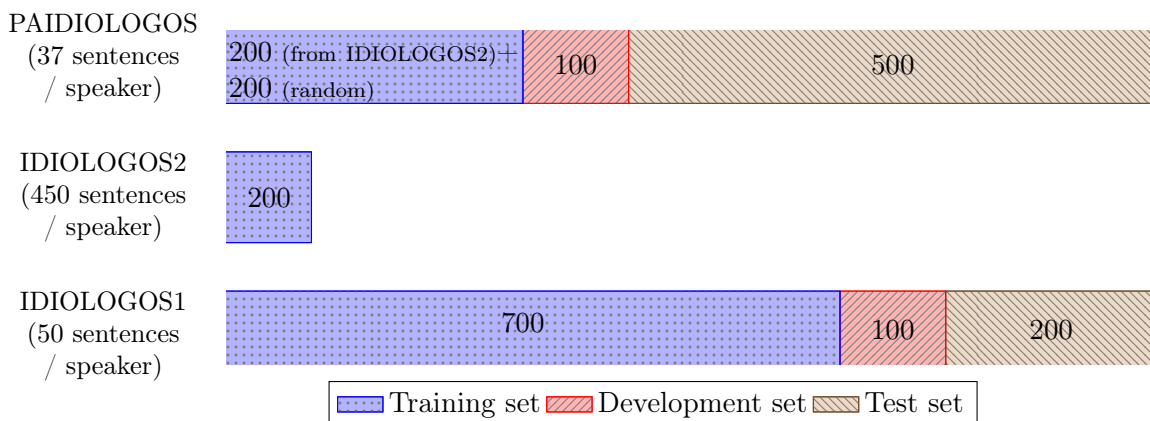 PAIDIOLOGOS
(37 sentences
/ speaker)
200 (from IDIOLOGOS2)+
200 (random)
100
500
IDIOLOGOS2
(450 sentences
/ speaker)
200
IDIOLOGOS1
(50 sentences
/ speaker)
700
100
200
Training set Development set Test set